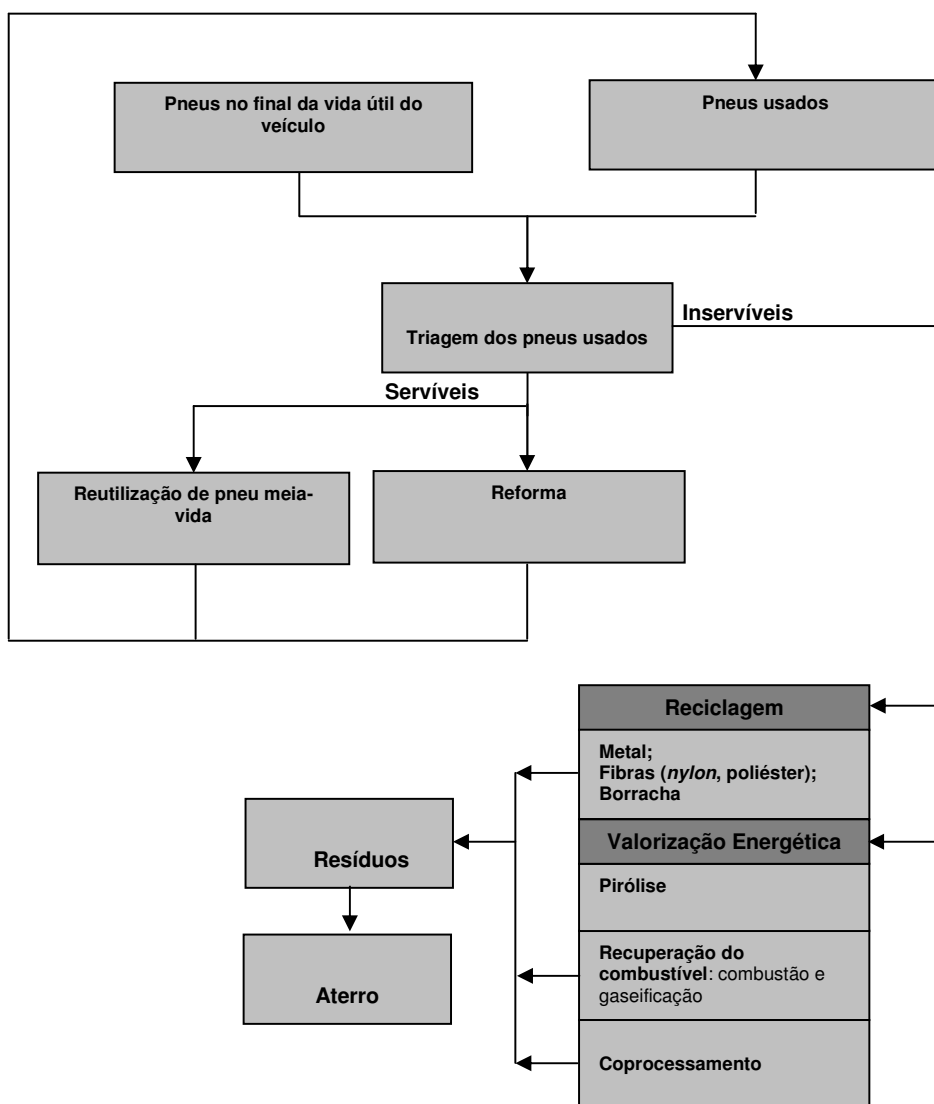 Pneus no final da vida útil do
veículo
Pneus usados
Triagem dos pneus usados
Inservíveis
Servíveis
Reutilização de pneu meia-
vida
Reforma
Reciclagem
Metal;
Fibras (nylon, poliéster);
Borracha
Valorização Energética
Pirólise
Recuperação do
combustível: combustão e
gaseificação
Coprocessamento
Resíduos
Aterro